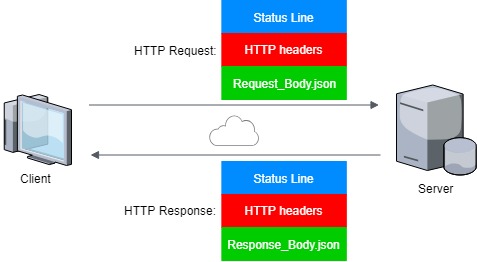 Status Line
HTTP Request:
HTTP headers
Request_Body.json
Client
Server
Status Line
HTTP Response:
HTTP headers
Response_Body.json